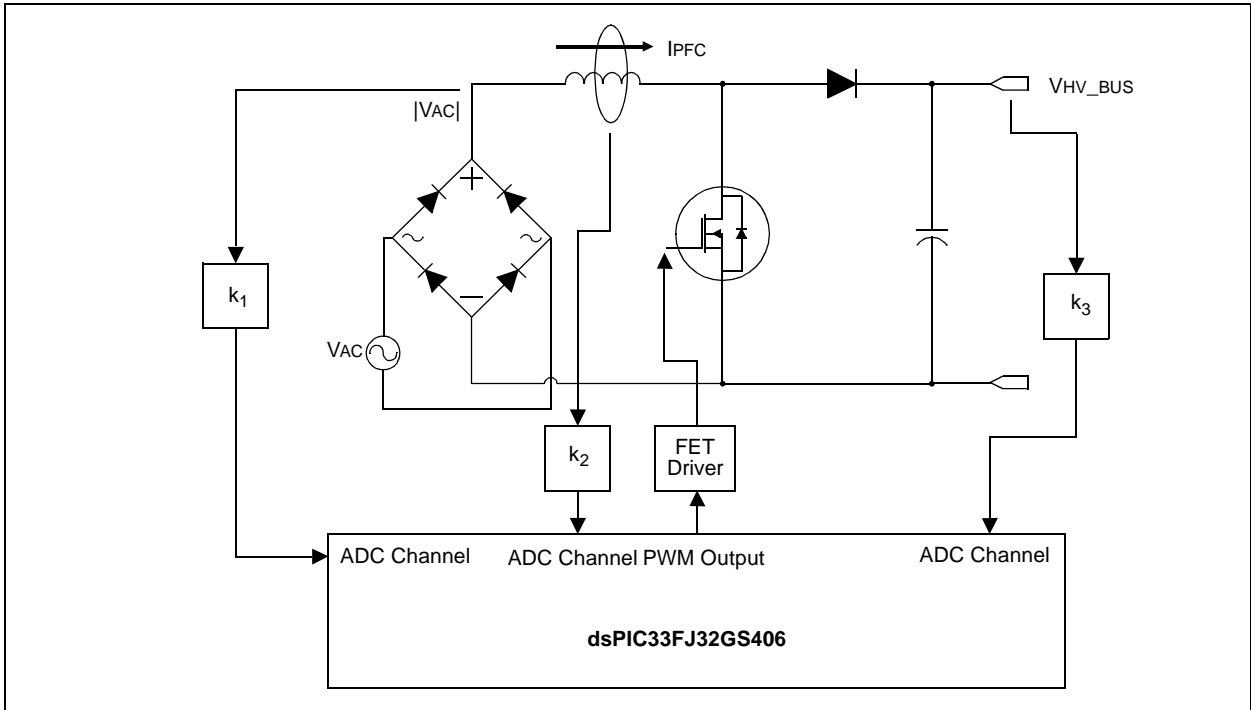 IPFC
|VAC|
VHV_BUS
k1
k3
VAC
k2
FET
Driver
ADC Channel
ADC Channel
PWM Output
ADC Channel
dsPIC33FJ32GS406